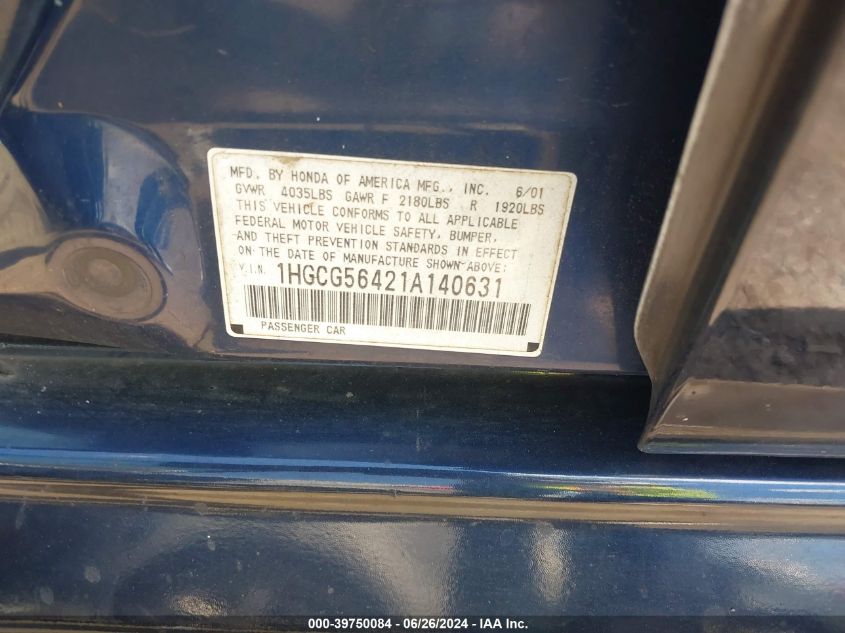 MFD. BY HONDA OF AMERICA MFG., INC. 6/01
GVWR 4035LBS GAWR F 2180LBS R 1920LBS
THIS VEHICLE CONFORMS TO ALL APPLICABLE
FEDERAL MOTOR VEHICLE SAFETY, BUMPER,
AND THEFT PREVENTION STANDARDS IN EFFECT
ON THE DATE OF MANUFACTURE SHOWN ABOVE:
V.I.N. 1HGCG56421A140631
PASSENGER CAR
000-39750084 - 06/26/2024 - IAA Inc.